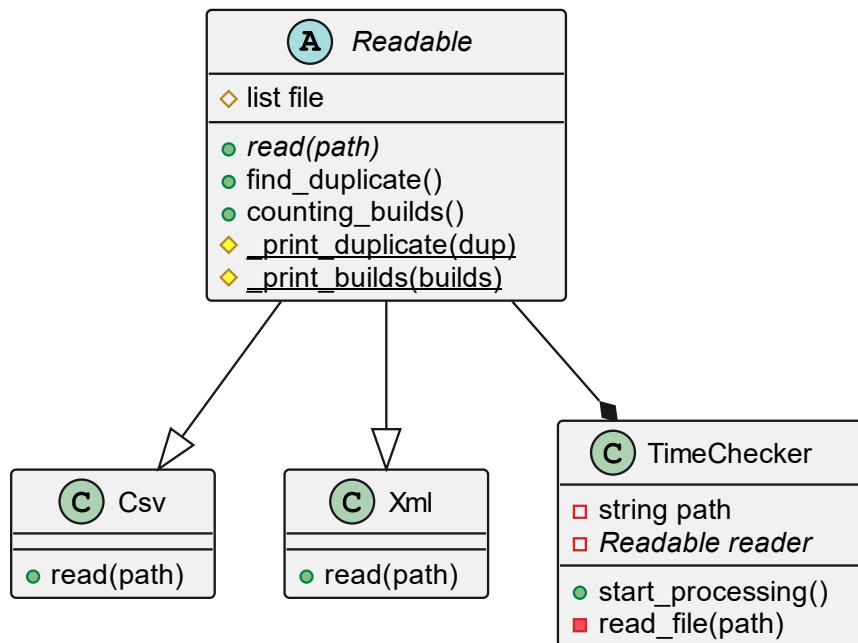 A Readable
list file
read(path)
find_duplicate()
counting_builds()
_print_duplicate(dup)
_print_builds(builds)
C Csv
read(path)
C Xml
read(path)
C TimeChecker
string path
Readable reader
start_processing()
read_file(path)